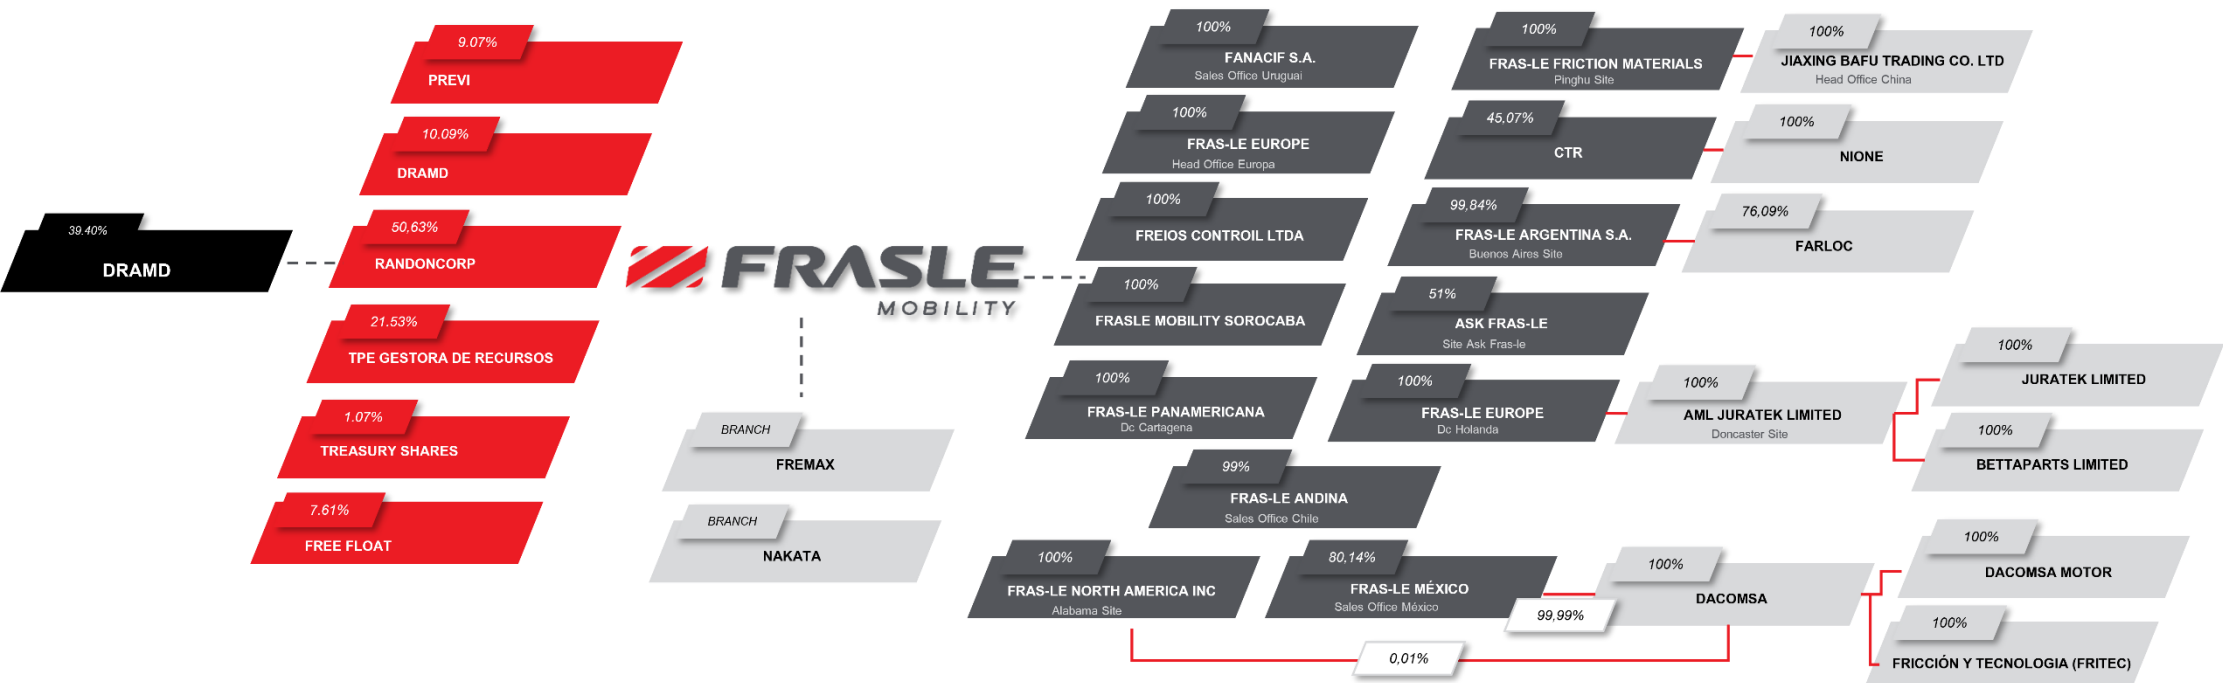 39.40%
DRAMD
9.07%
PREVI
10.09%
DRAMD
50,63%
RANDONCORP
21.53%
TPE GESTORA DE RECURSOS
1.07%
TREASURY SHARES
7.61%
FREE FLOAT
FRASLE
MOBILITY
BRANCH
FREMAX
BRANCH
NAKATA
100%
FANACIF S.A.
Sales Office Uruguai
100%
FRAS-LE EUROPE
Head Office Europa
100%
FREIOS CONTROIL LTDA
100%
FRASLE MOBILITY SOROCABA
100%
FRAS-LE PANAMERICANA
Dc Cartagena
99%
FRAS-LE ANDINA
Sales Office Chile
100%
FRAS-LE NORTH AMERICA INC
Alabama Site
100%
FRAS-LE FRICTION MATERIALS
Pinghu Site
100%
JIAXING BAFU TRADING CO. LTD
Head Office China
45,07%
CTR
100%
NIONE
99,84%
FRAS-LE ARGENTINA S.A.
Buenos Aires Site
76,09%
FARLOC
51%
ASK FRAS-LE
Site Ask Fras-le
100%
FRAS-LE EUROPE
Dc Holanda
100%
AML JURATEK LIMITED
Doncaster Site
100%
JURATEK LIMITED
100%
BETTAPARTS LIMITED
80,14%
FRAS-LE MÉXICO
Sales Office México
99,99%
0,01%
100%
DACOMSA
100%
DACOMSA MOTOR
100%
FRICCIÓN Y TECNOLOGIA (FRITEC)